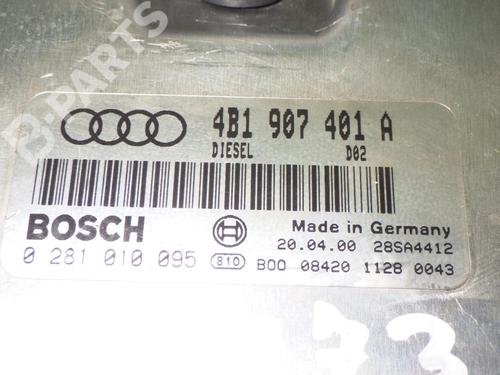 B-PARTS
4B1 907 401 A
DIESEL D02
BOSCH
Made in Germany
20.04.00 28SA4412
0 281 010 095 810 B00 08420 1128 0043